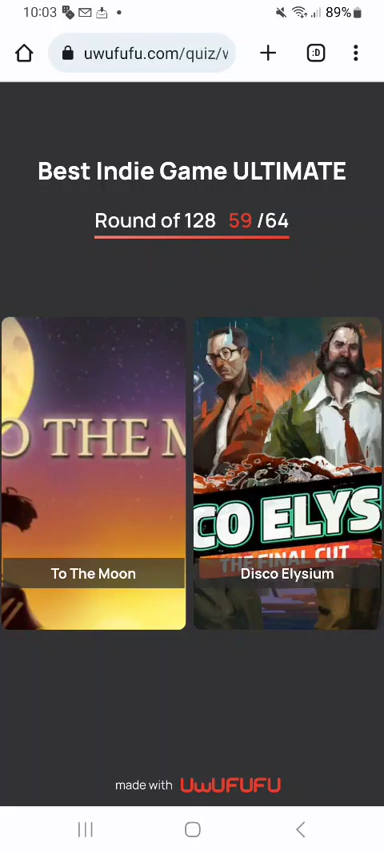 10:03
89%
uwufufu.com/quiz/w
:D
Best Indie Game ULTIMATE
Round of 128 59 /64
O THE M
CO ELYS
THE FINAL CUT
To The Moon
Disco Elysium
made with UwUFUFU